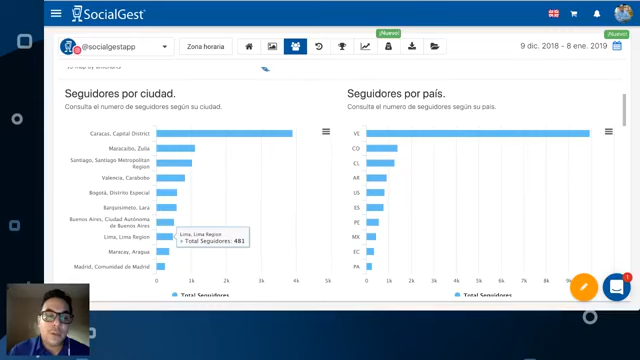 SocialGest
¡Nuevo!
@socialgestapp
Zona horaria
¡Nuevo!
9 dic. 2018 - 8 ene. 2019
Seguidores por ciudad.
Consulta el numero de seguidores según su ciudad.
Caracas, Capital District
Maracaibo, Zulia
Santiago, Santiago Metropolitan
Region
Valencia, Carabobo
Bogotá, Distrito Especial
Barquisimeto, Lara
Buenos Aires, Ciudad Autónoma
de Buenos Aires
Lima, Lima Region
Maracay, Aragua
Madrid, Comunidad de Madrid
Lima, Lima Region
Total Seguidores: 481
0 1k 2k 3k 4k 5k
Total Seguidores
Seguidores por país.
Consulta el numero de seguidores según su país.
VE
CO
CL
AR
US
ES
PE
MX
EC
PA
0 1k 2k 3k 4k 5k 6k 7k 8k 9k
Total Seguidores
1